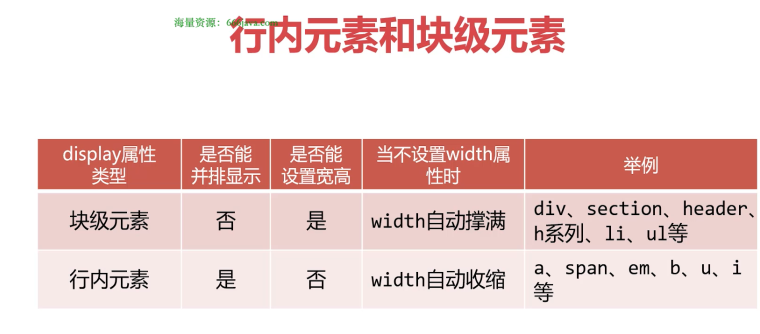 海量资源：666java.com
行内元素和块级元素
display属性类型 是否能并排显示 是否能设置宽高 当不设置width属性时 举例
块级元素 否 是 width自动撑满 div、section、header、h系列、li、ul等
行内元素 是 否 width自动收缩 a、span、em、b、u、i等